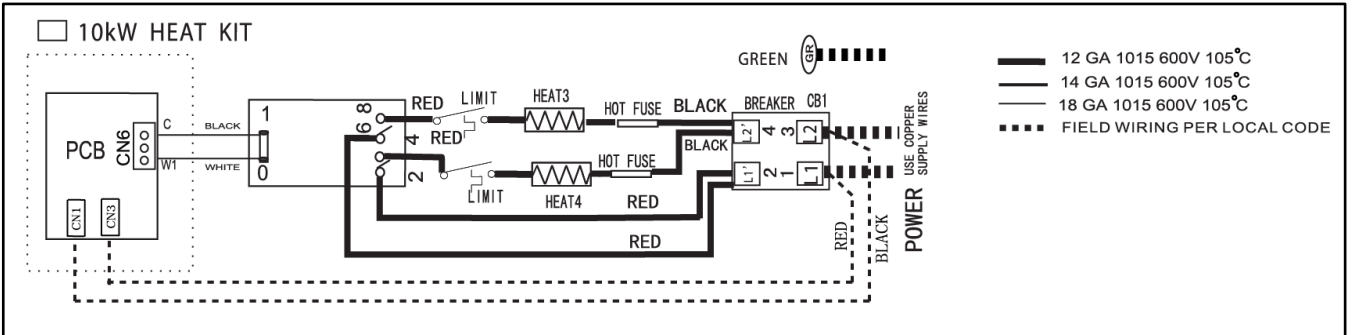 10kW HEAT KIT
GREEN
GR
12 GA 1015 600V 105°C
14 GA 1015 600V 105°C
18 GA 1015 600V 105°C
FIELD WIRING PER LOCAL CODE
PCB
CN6
C
W1
CN1
CN3
BLACK
WHITE
1
0
8
6
4
2
RED
LIMIT
HEAT3
HOT FUSE
BLACK
BREAKER
CB1
RED
LIMIT
HEAT4
HOT FUSE
BLACK
L2'
4
3
L2
L1'
2
1
L1
RED
RED
RED
BLACK
POWER
USE COPPER
SUPPLY WIRES